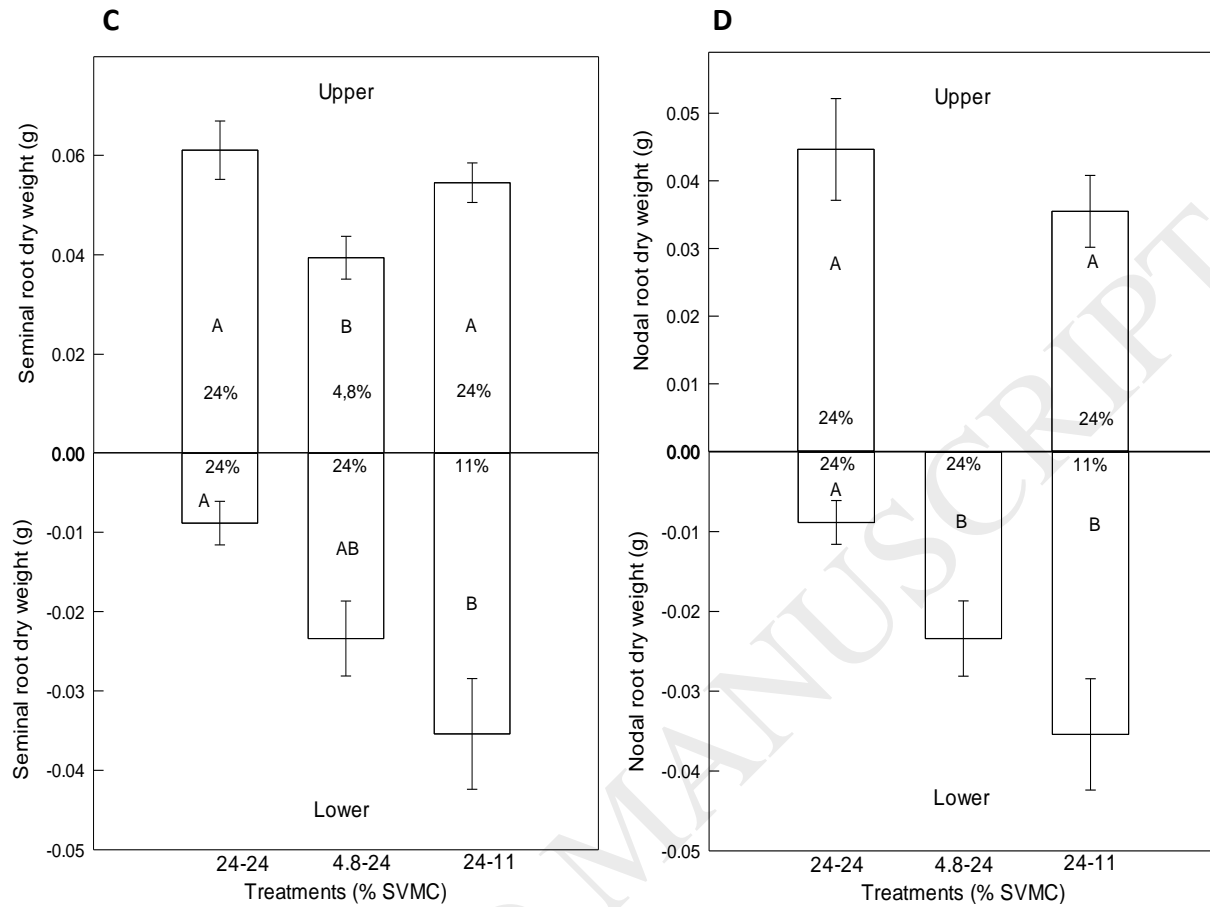 C
Upper
Seminal root dry weight (g)
0.06
0.04
0.02
0.00
A
B
A
24%
4,8%
24%
24%
24%
11%
A
AB
B
Seminal root dry weight (g)
-0.01
-0.02
-0.03
-0.04
-0.05
Lower
24-24
4.8-24
24-11
Treatments (% SVMC)
D
Upper
Nodal root dry weight (g)
0.05
0.04
0.03
0.02
0.01
0.00
A
A
24%
24%
24%
24%
11%
A
B
B
Nodal root dry weight (g)
-0.01
-0.02
-0.03
-0.04
-0.05
Lower
24-24
4.8-24
24-11
Treatments (% SVMC)
MANUSCRIPT